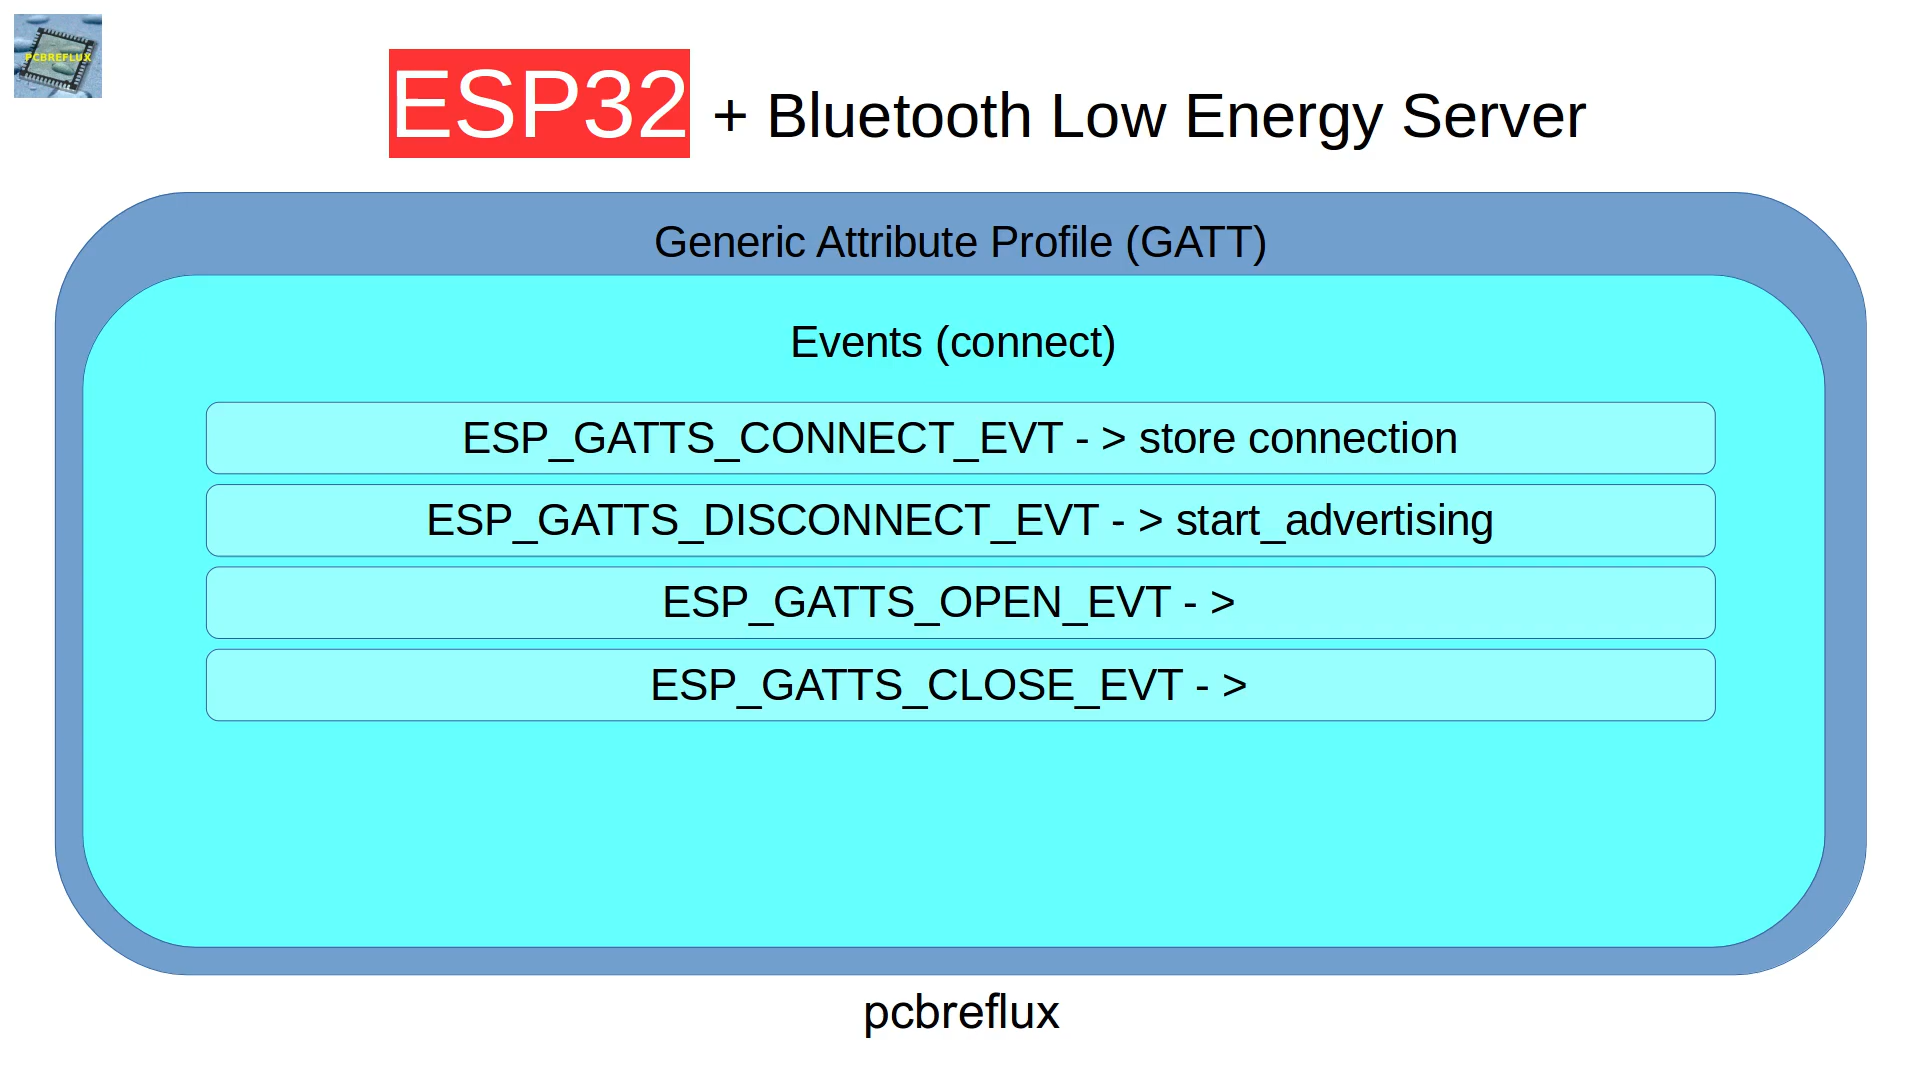 PCBREFLUX
ESP32 + Bluetooth Low Energy Server
Generic Attribute Profile (GATT)
Events (connect)
ESP_GATTS_CONNECT_EVT - > store connection
ESP_GATTS_DISCONNECT_EVT - > start_advertising
ESP_GATTS_OPEN_EVT - >
ESP_GATTS_CLOSE_EVT - >
pcbreflux